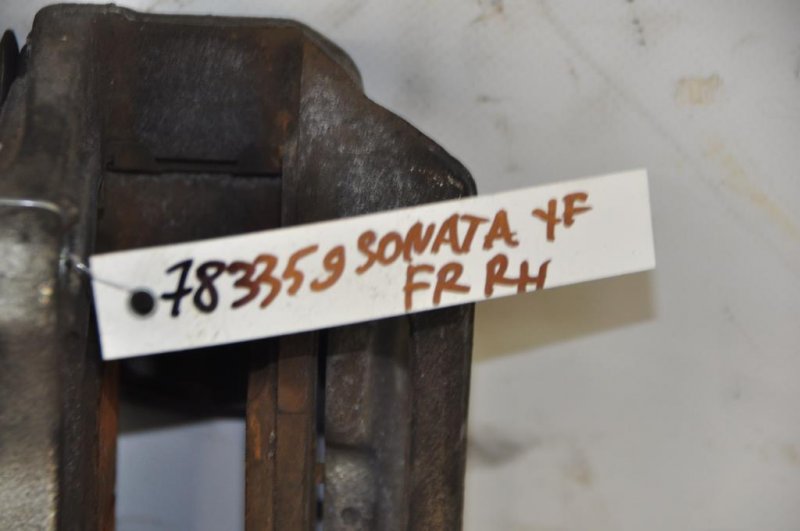 783359 SONATA YF
FR RH